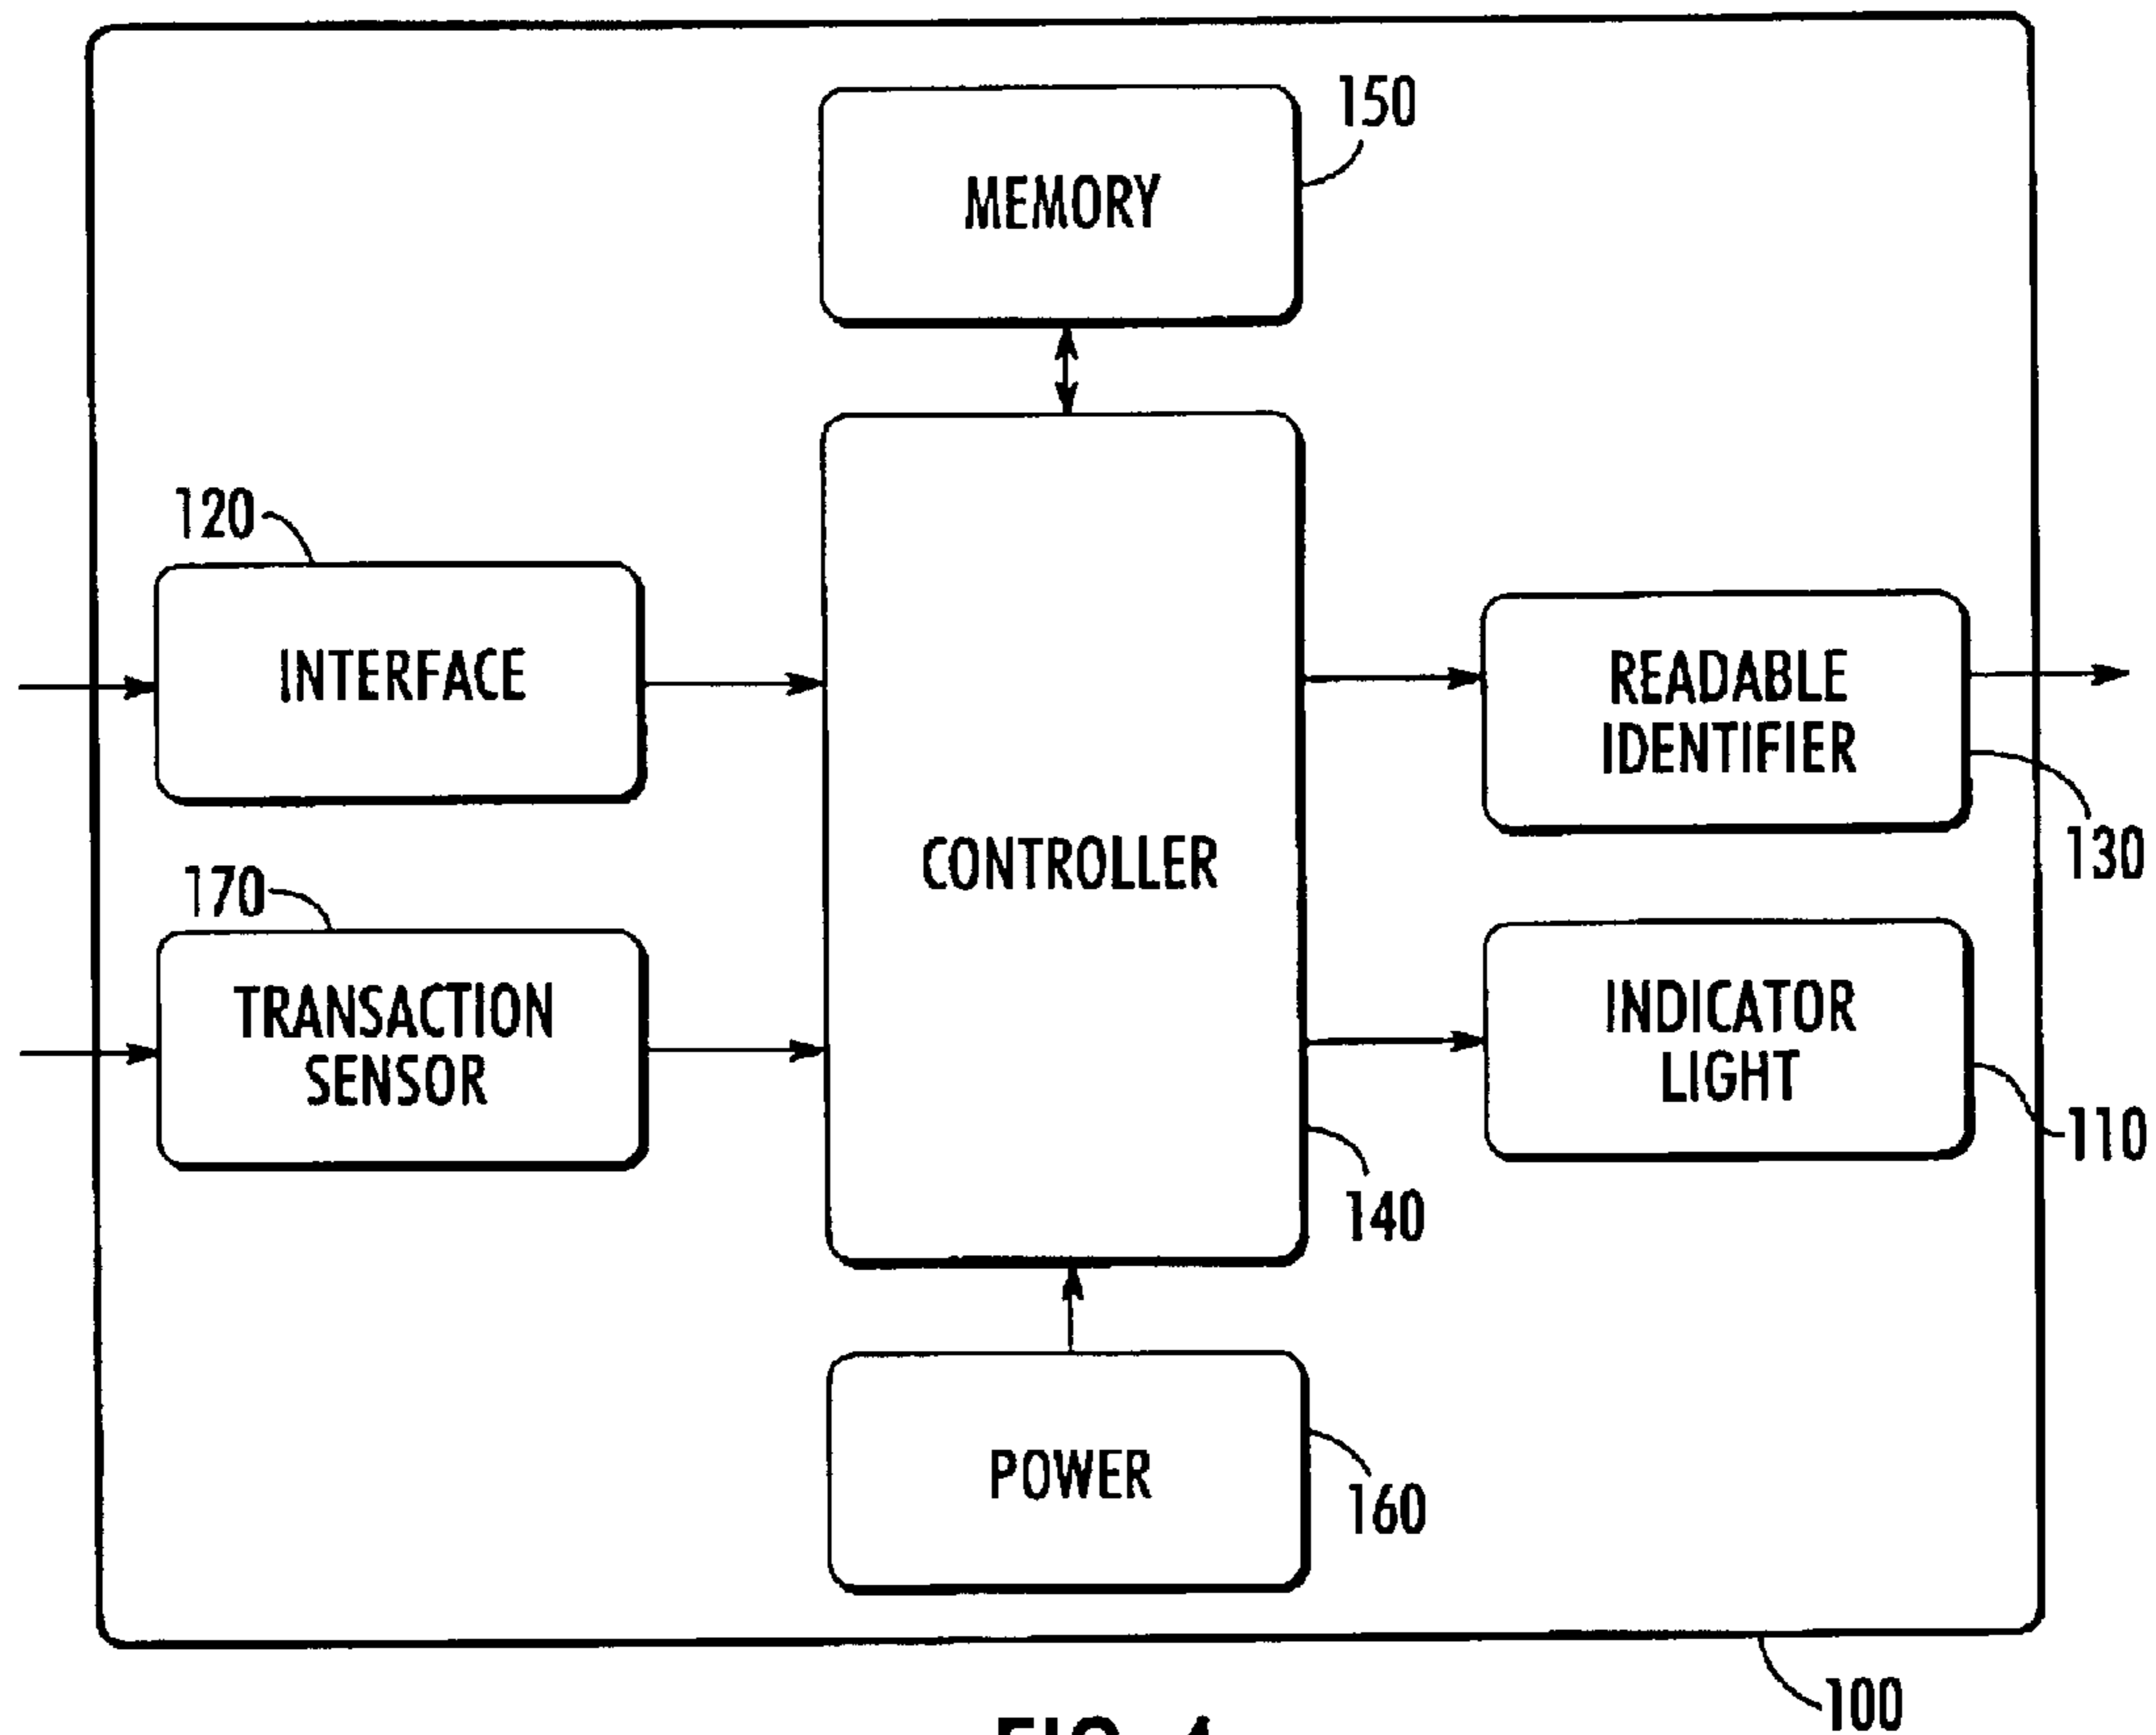 150
MEMORY
120
INTERFACE
READABLE
IDENTIFIER
130
CONTROLLER
170
TRANSACTION
SENSOR
INDICATOR
LIGHT
110
140
POWER
160
100